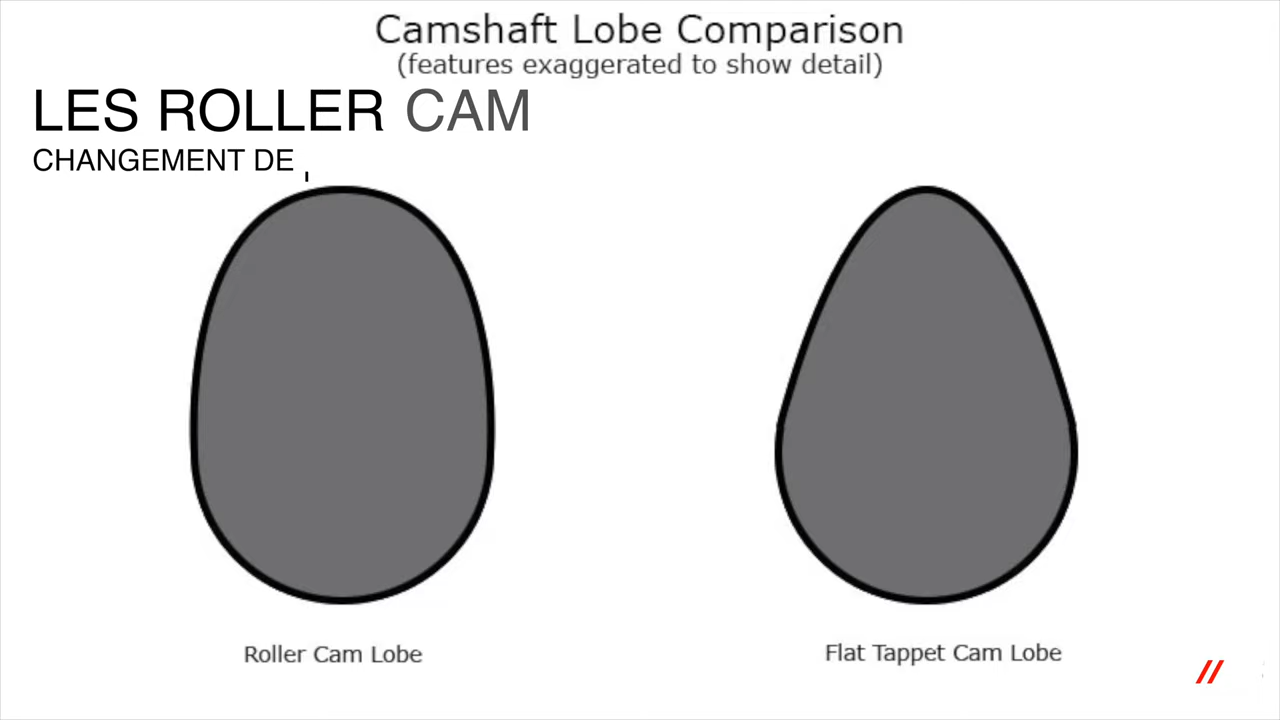 Camshaft Lobe Comparison
(features exaggerated to show detail)
LES ROLLER CAM
CHANGEMENT DE
Roller Cam Lobe
Flat Tappet Cam Lobe